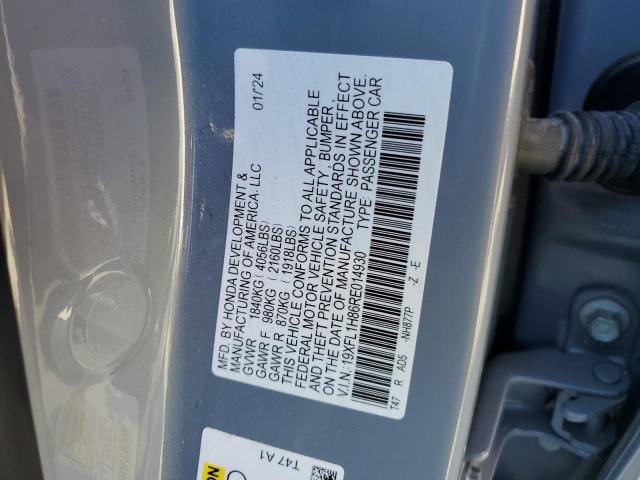 MFD. BY HONDA DEVELOPMENT &
MANUFACTURING OF AMERICA, LLC 01/'24
GVWR 1840KG (4056LBS)
GAWR F 980KG (2160LBS)
GAWR R 870KG (1918LBS)
THIS VEHICLE CONFORMS TO ALL APPLICABLE
FEDERAL MOTOR VEHICLE SAFETY, BUMPER,
AND THEFT PREVENTION STANDARDS IN EFFECT
ON THE DATE OF MANUFACTURE SHOWN ABOVE.
V.I.N.:19XFL1H86RE014930 TYPE: PASSENGER CAR
T47 R AD5 -NH877P -Z -E
T47 A1